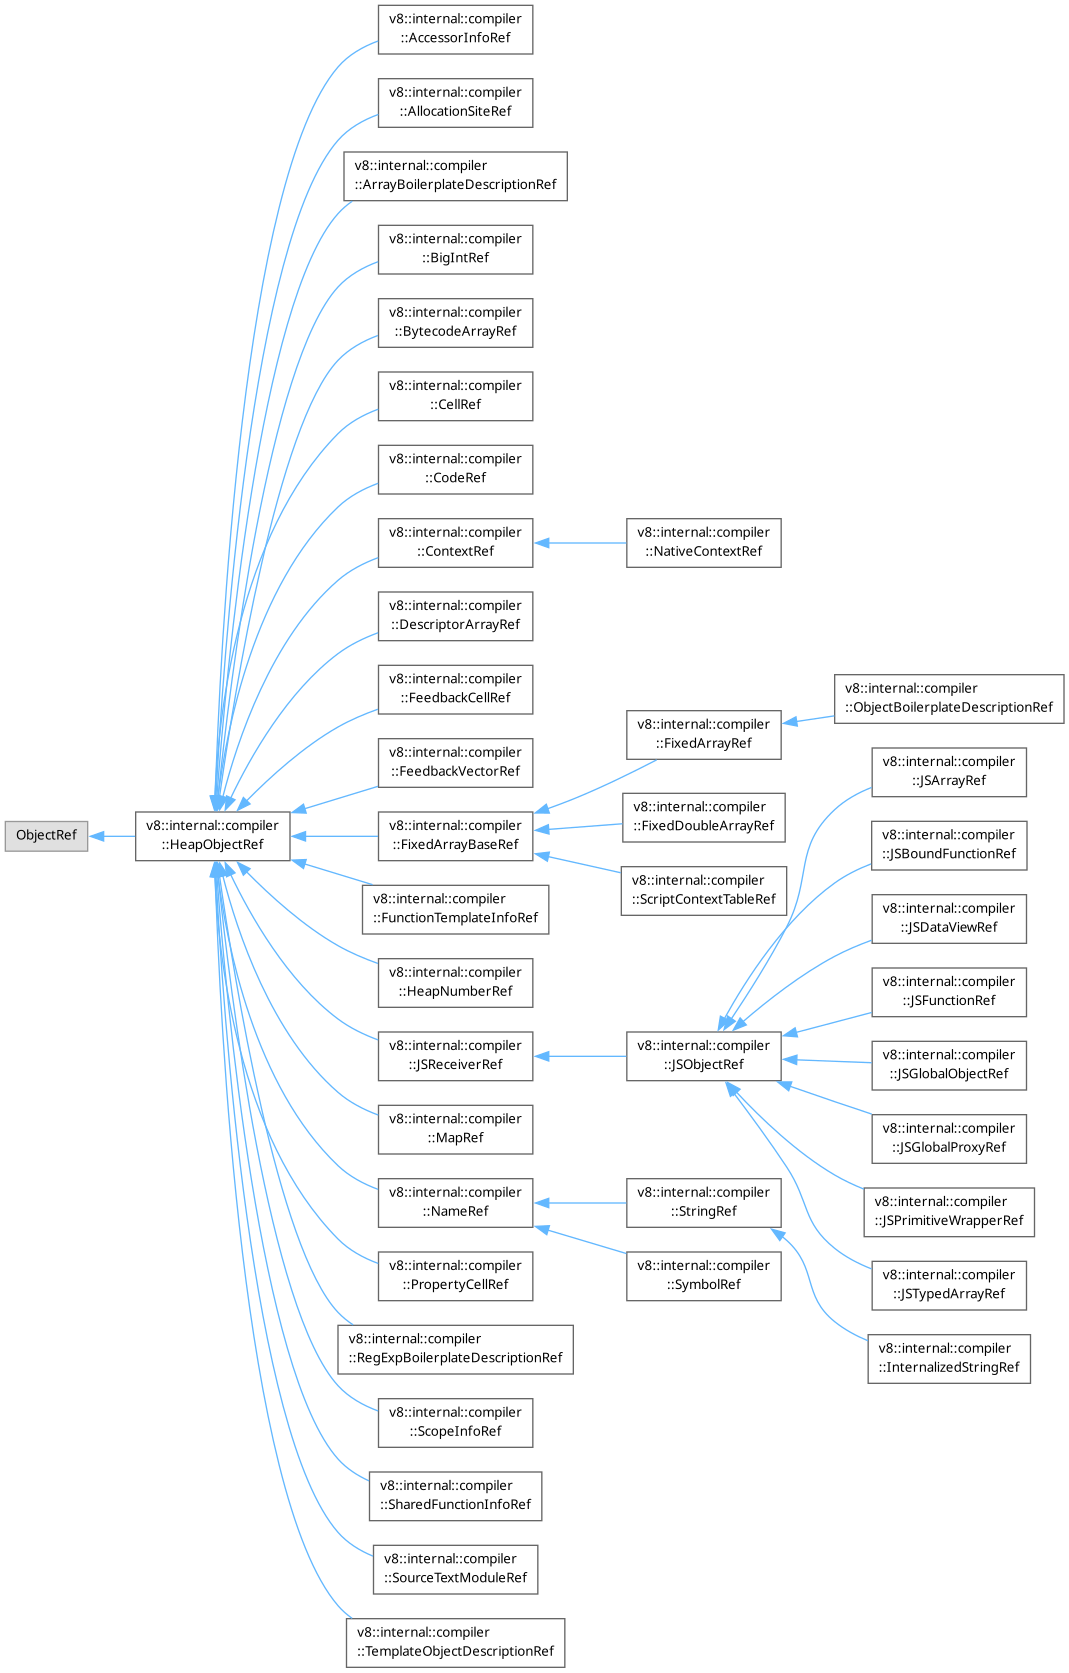 ObjectRef
v8::internal::compiler
::HeapObjectRef
v8::internal::compiler
::AccessorInfoRef
v8::internal::compiler
::AllocationSiteRef
v8::internal::compiler
::ArrayBoilerplateDescriptionRef
v8::internal::compiler
::BigIntRef
v8::internal::compiler
::BytecodeArrayRef
v8::internal::compiler
::CellRef
v8::internal::compiler
::CodeRef
v8::internal::compiler
::ContextRef
v8::internal::compiler
::DescriptorArrayRef
v8::internal::compiler
::FeedbackCellRef
v8::internal::compiler
::FeedbackVectorRef
v8::internal::compiler
::FixedArrayBaseRef
v8::internal::compiler
::FunctionTemplateInfoRef
v8::internal::compiler
::HeapNumberRef
v8::internal::compiler
::JSReceiverRef
v8::internal::compiler
::MapRef
v8::internal::compiler
::NameRef
v8::internal::compiler
::PropertyCellRef
v8::internal::compiler
::RegExpBoilerplateDescriptionRef
v8::internal::compiler
::ScopeInfoRef
v8::internal::compiler
::SharedFunctionInfoRef
v8::internal::compiler
::SourceTextModuleRef
v8::internal::compiler
::TemplateObjectDescriptionRef
v8::internal::compiler
::NativeContextRef
v8::internal::compiler
::FixedArrayRef
v8::internal::compiler
::FixedDoubleArrayRef
v8::internal::compiler
::ScriptContextTableRef
v8::internal::compiler
::JSObjectRef
v8::internal::compiler
::StringRef
v8::internal::compiler
::SymbolRef
v8::internal::compiler
::ObjectBoilerplateDescriptionRef
v8::internal::compiler
::JSArrayRef
v8::internal::compiler
::JSBoundFunctionRef
v8::internal::compiler
::JSDataViewRef
v8::internal::compiler
::JSFunctionRef
v8::internal::compiler
::JSGlobalObjectRef
v8::internal::compiler
::JSGlobalProxyRef
v8::internal::compiler
::JSPrimitiveWrapperRef
v8::internal::compiler
::JSTypedArrayRef
v8::internal::compiler
::InternalizedStringRef